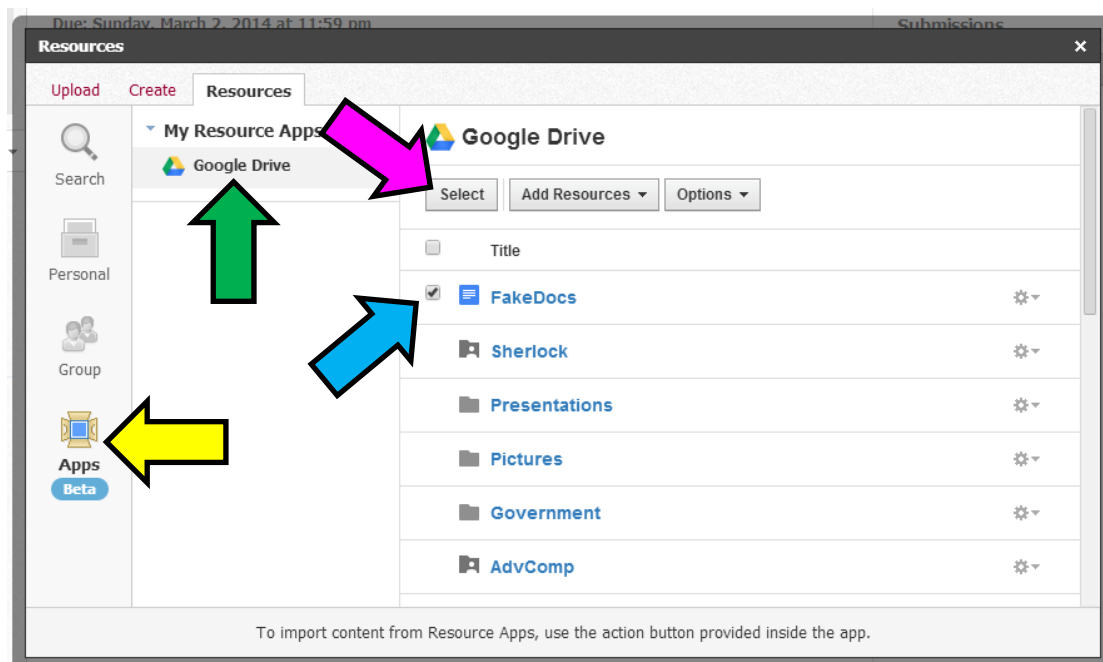 Due: Sunday, March 2, 2014 at 11:59 pm
Submissions
Resources
Upload Create Resources
Search
Personal
Group
Apps
Beta
My Resource Apps
Google Drive
Google Drive
Select Add Resources Options
Title
FakeDocs
Sherlock
Presentations
Pictures
Government
AdvComp
To import content from Resource Apps, use the action button provided inside the app.